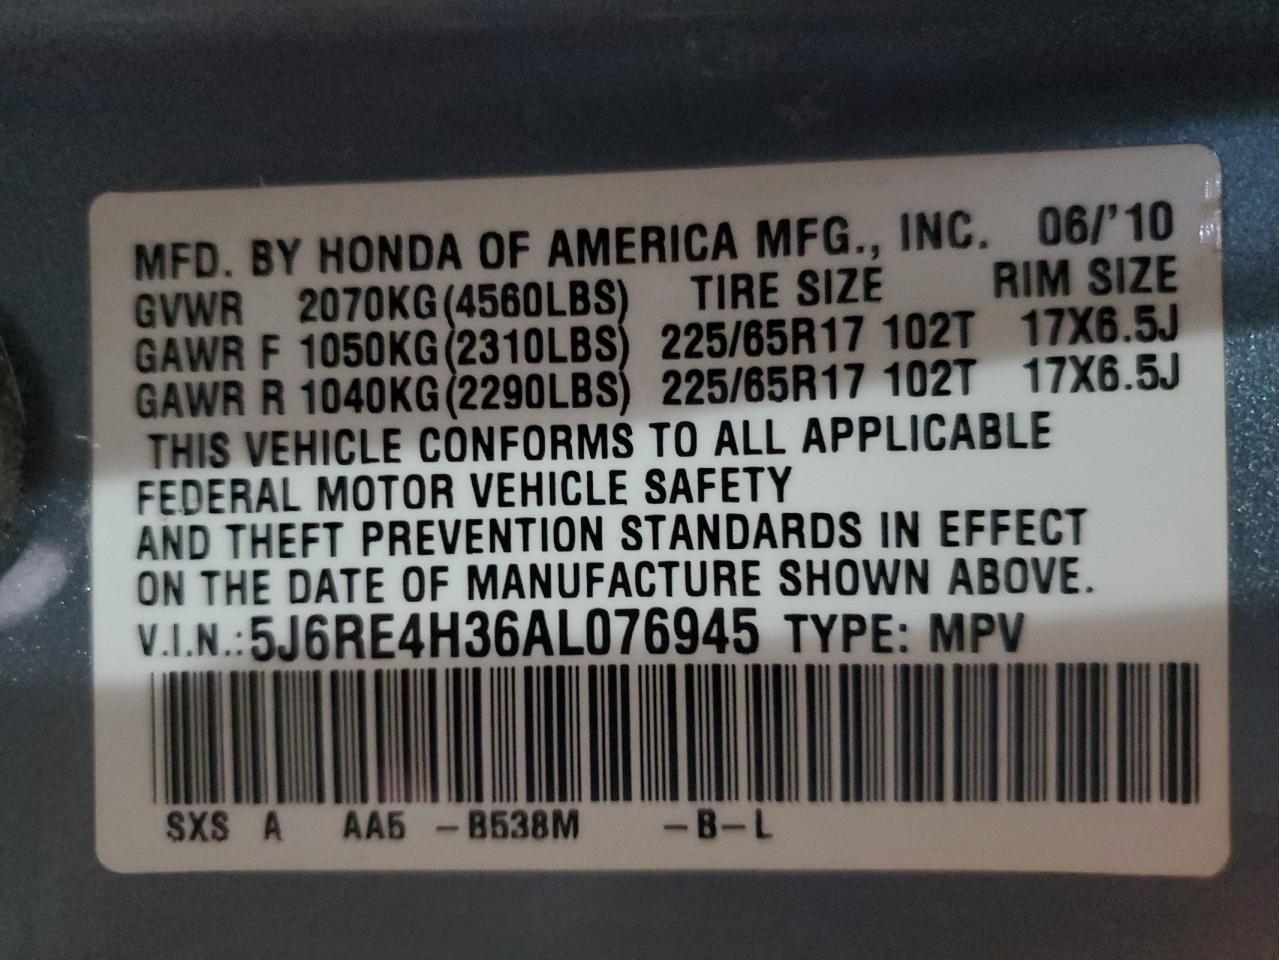 MFD. BY HONDA OF AMERICA MFG., INC. 06/'10
GVWR 2070KG(4560LBS) TIRE SIZE RIM SIZE
GAWR F 1050KG(2310LBS) 225/65R17 102T 17X6.5J
GAWR R 1040KG(2290LBS) 225/65R17 102T 17X6.5J
THIS VEHICLE CONFORMS TO ALL APPLICABLE
FEDERAL MOTOR VEHICLE SAFETY
AND THEFT PREVENTION STANDARDS IN EFFECT
ON THE DATE OF MANUFACTURE SHOWN ABOVE.
V.I.N.:5J6RE4H36AL076945 TYPE: MPV
SXS A AA5 -B538M -B-L